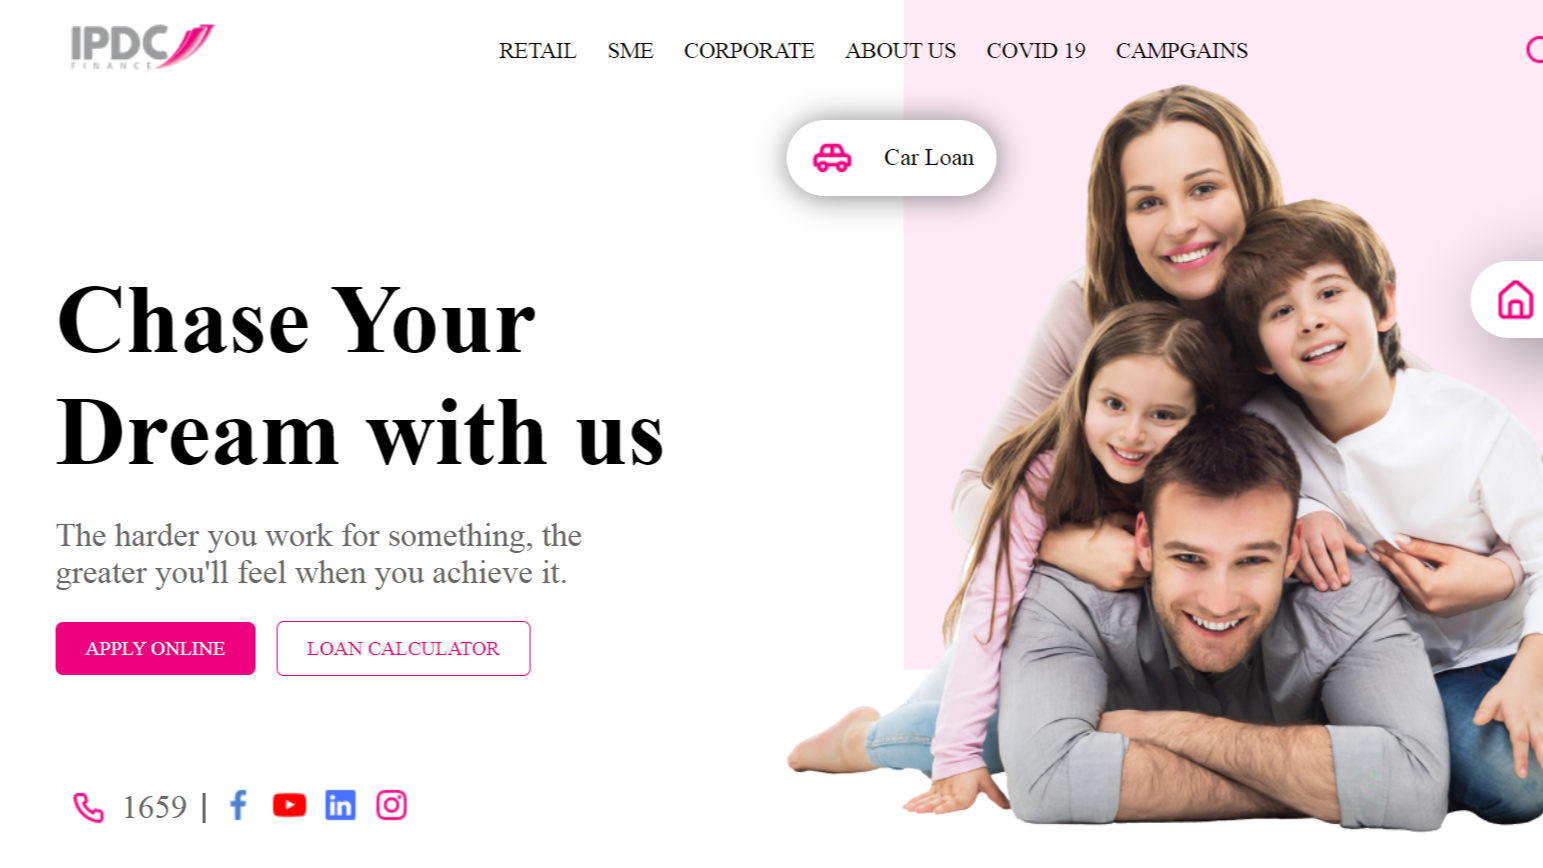 IPDC
FINANCE
RETAIL SME CORPORATE ABOUT US COVID 19 CAMPGAINS
Car Loan
Chase Your
Dream with us
The harder you work for something, the
greater you'll feel when you achieve it.
APPLY ONLINE LOAN CALCULATOR
1659 |
in